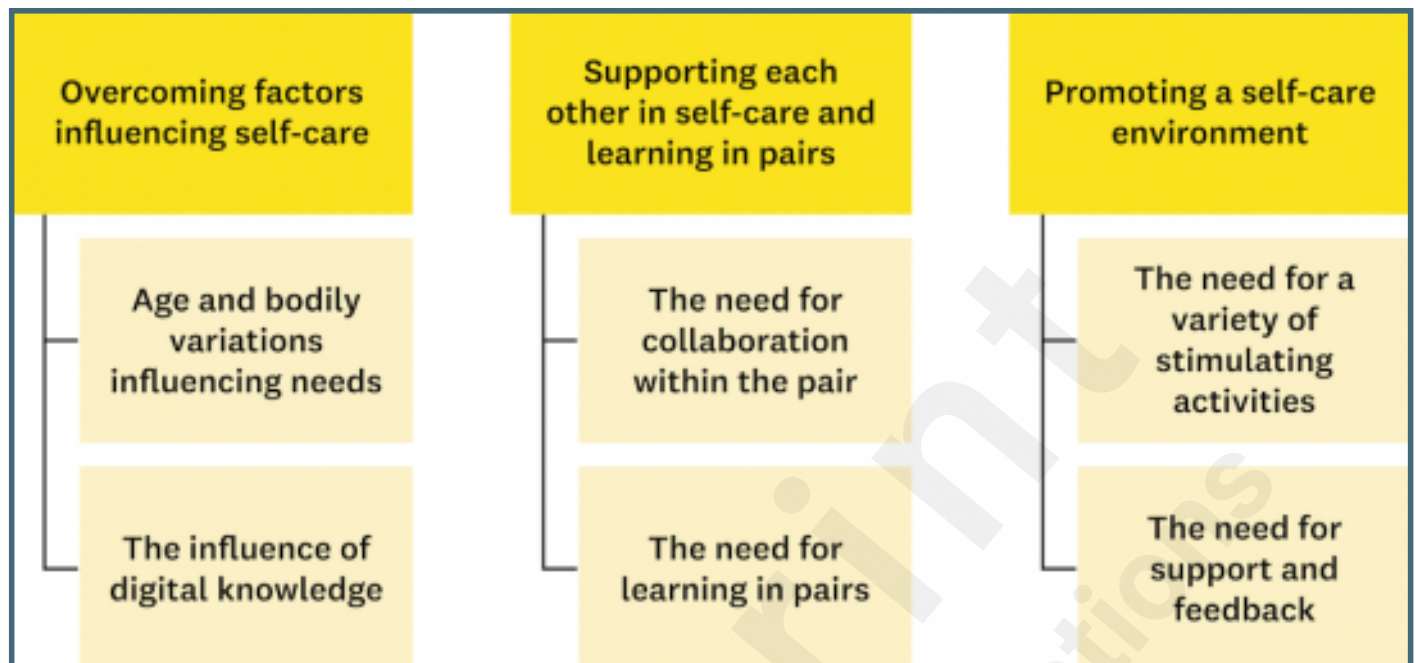 Overcoming factors
influencing self-care
Age and bodily
variations
influencing needs
The influence of
digital knowledge
Supporting each
other in self-care and
learning in pairs
The need for
collaboration
within the pair
The need for
learning in pairs
Promoting a self-care
environment
The need for a
variety of
stimulating
activities
The need for
support and
feedback